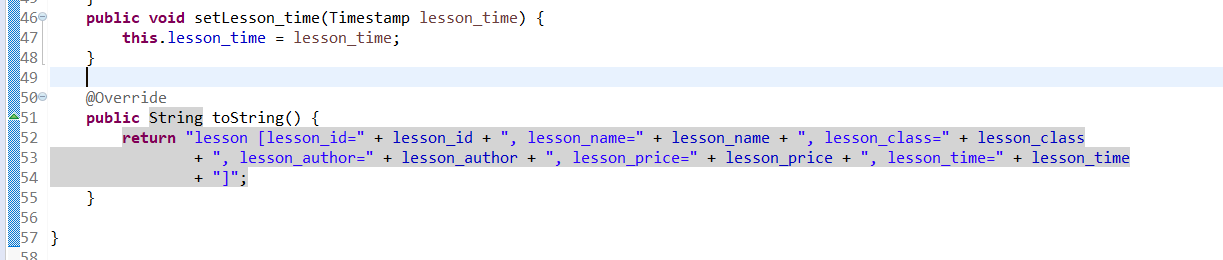 45 }
46 public void setLesson_time(Timestamp lesson_time) {
47 this.lesson_time = lesson_time;
48 }
49
50 @Override
51 public String toString() {
52 return "lesson [lesson_id=" + lesson_id + ", lesson_name=" + lesson_name + ", lesson_class=" + lesson_class
53 + ", lesson_author=" + lesson_author + ", lesson_price=" + lesson_price + ", lesson_time=" + lesson_time
54 + "]";
55 }
56
57 }
58